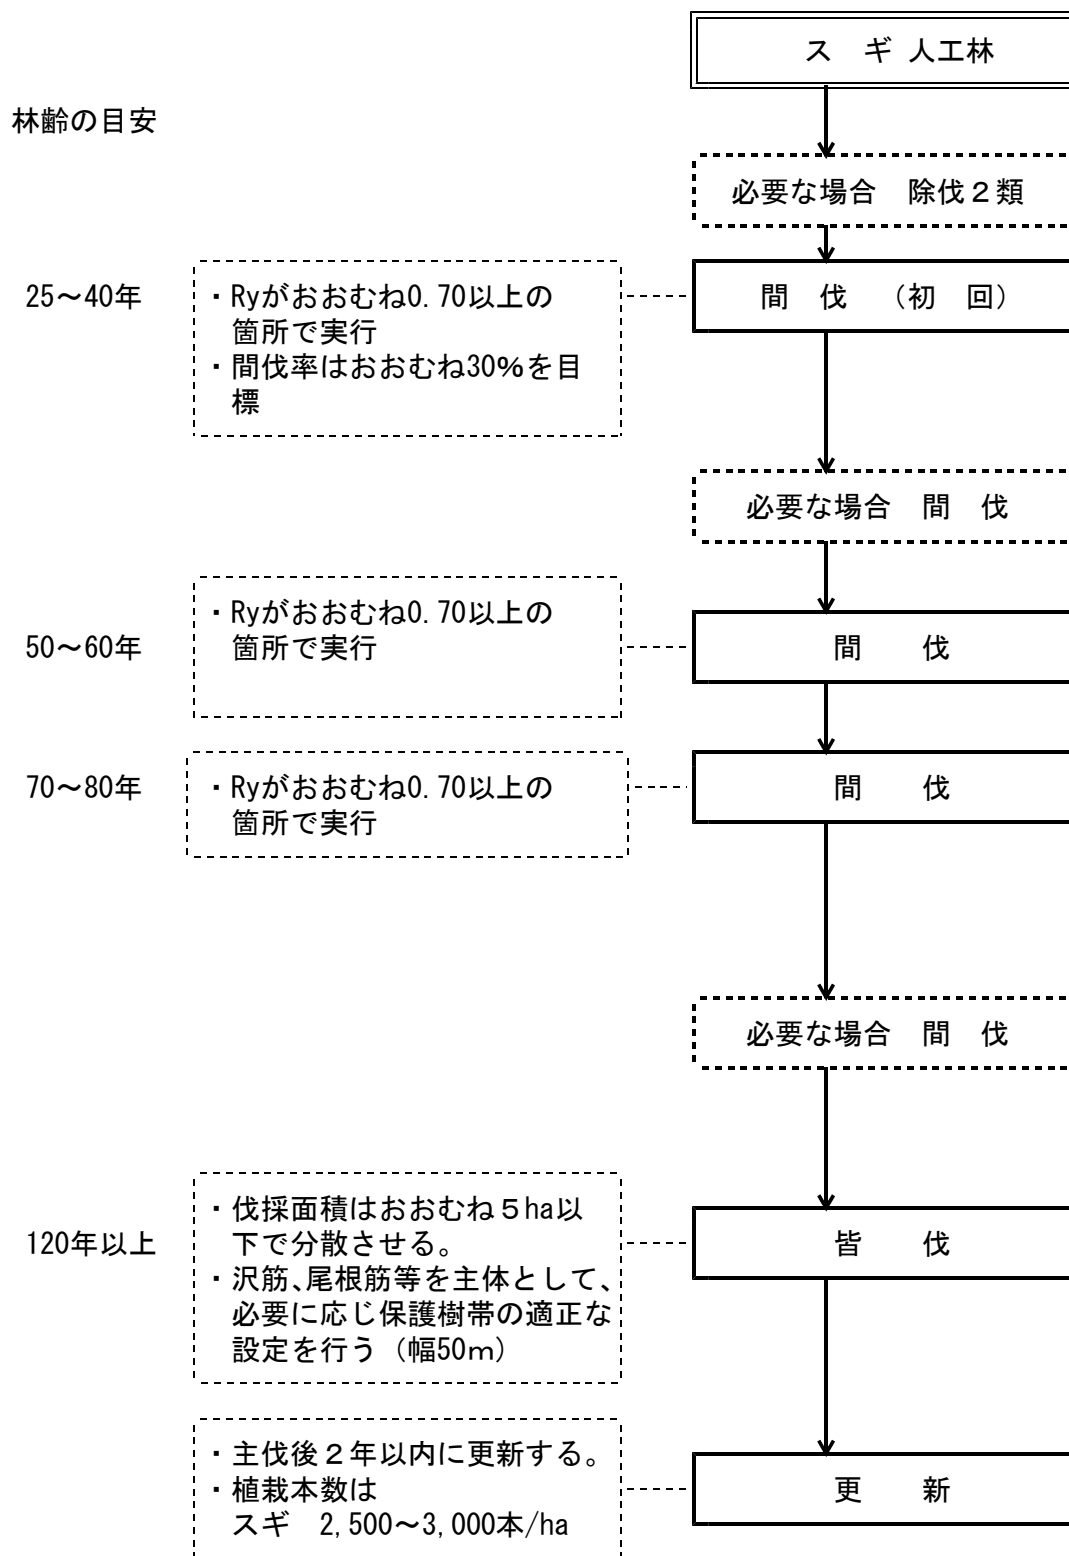 ス ギ 人工林
林齢の目安
必要な場合 除伐２類
25～40年
・Ryがおおむね0.70以上の
箇所で実行
・間伐率はおおむね30%を目
標
間 伐 （初 回）
必要な場合 間 伐
50～60年
・Ryがおおむね0.70以上の
箇所で実行
間 伐
70～80年
・Ryがおおむね0.70以上の
箇所で実行
間 伐
必要な場合 間 伐
120年以上
・伐採面積はおおむね５ha以
下で分散させる。
・沢筋、尾根筋等を主体として、
必要に応じ保護樹帯の適正な
設定を行う（幅50ｍ）
皆 伐
・主伐後２年以内に更新する。
・植栽本数は
スギ 2,500～3,000本/ha
更 新